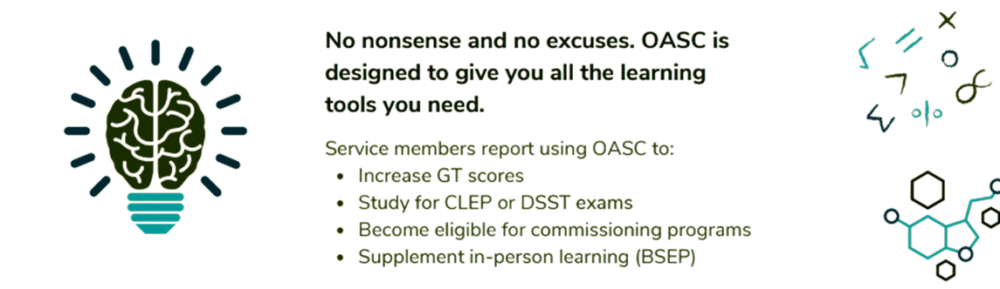 No nonsense and no excuses. OASC is
designed to give you all the learning
tools you need.
Service members report using OASC to:
• Increase GT scores
• Study for CLEP or DSST exams
• Become eligible for commissioning programs
• Supplement in-person learning (BSEP)